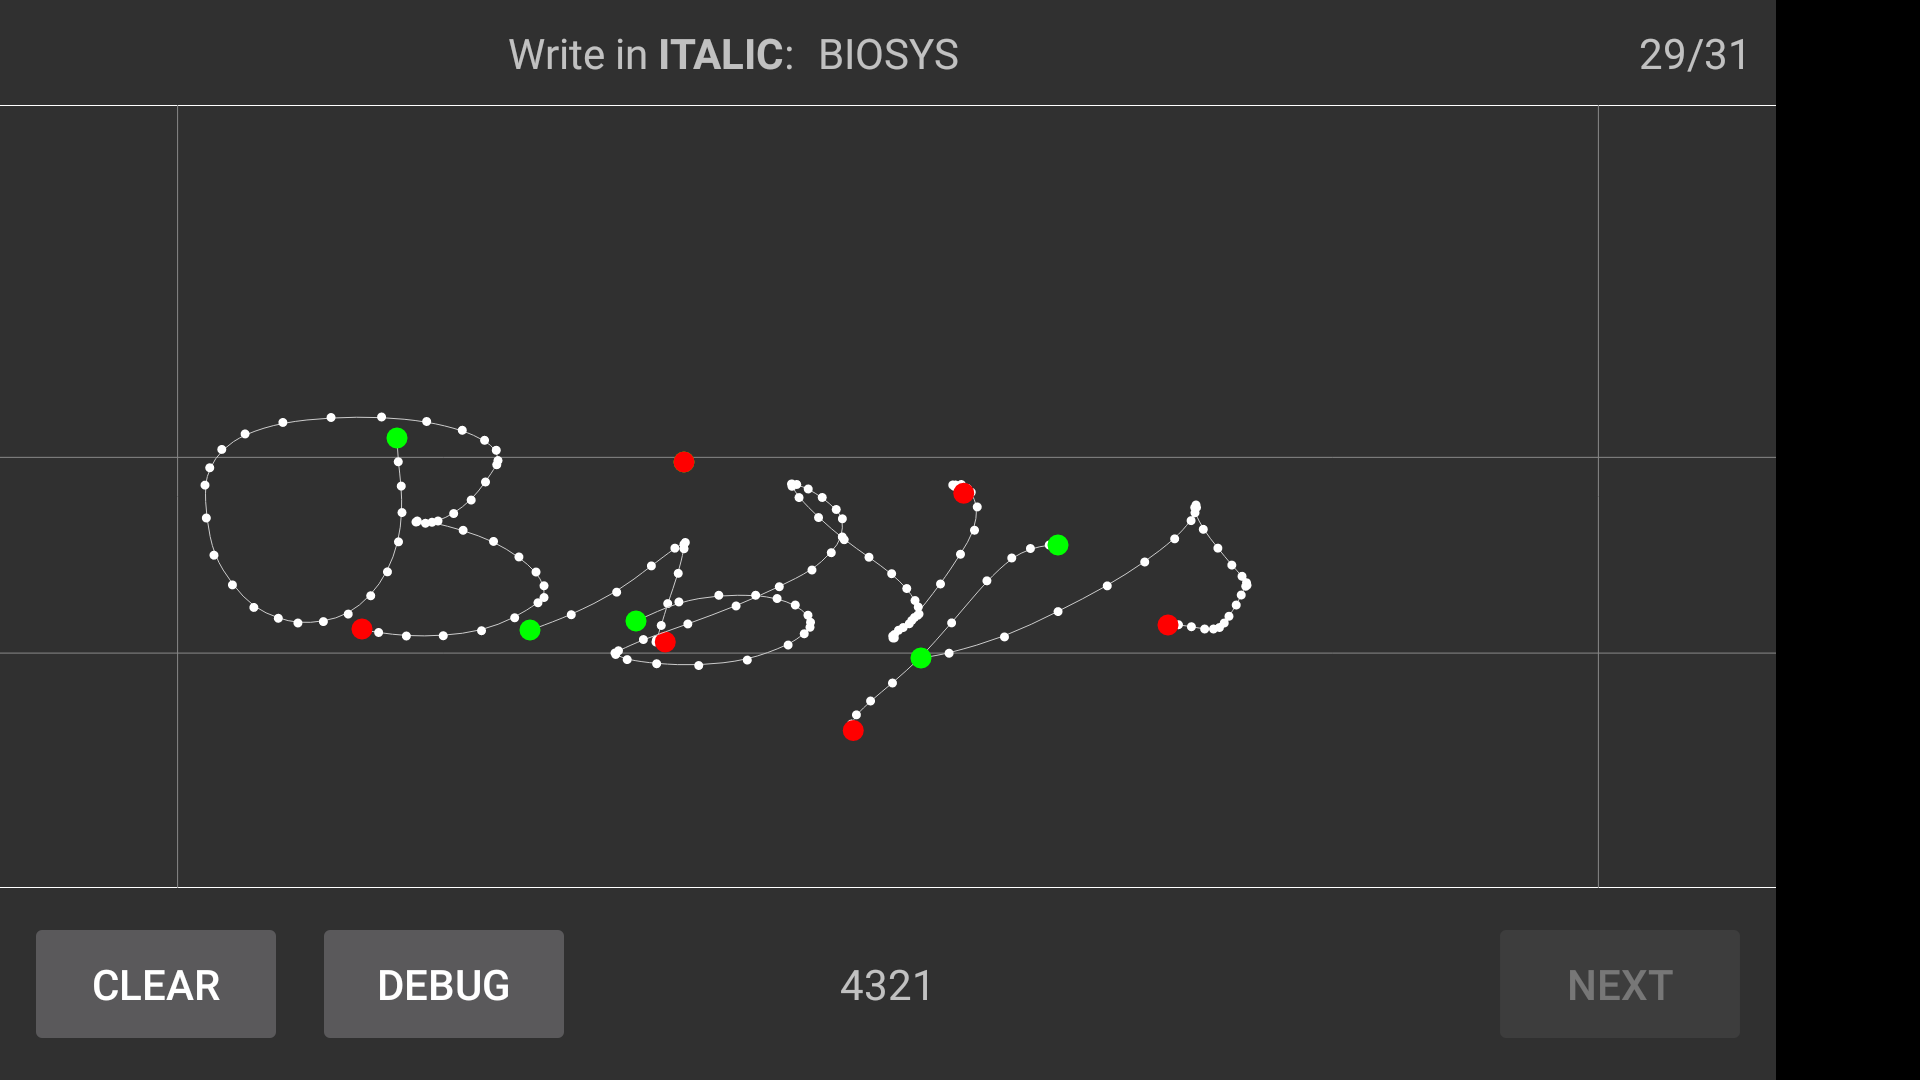 Write in ITALIC: BIOSYS
29/31
Biosys
CLEAR
DEBUG
4321
NEXT